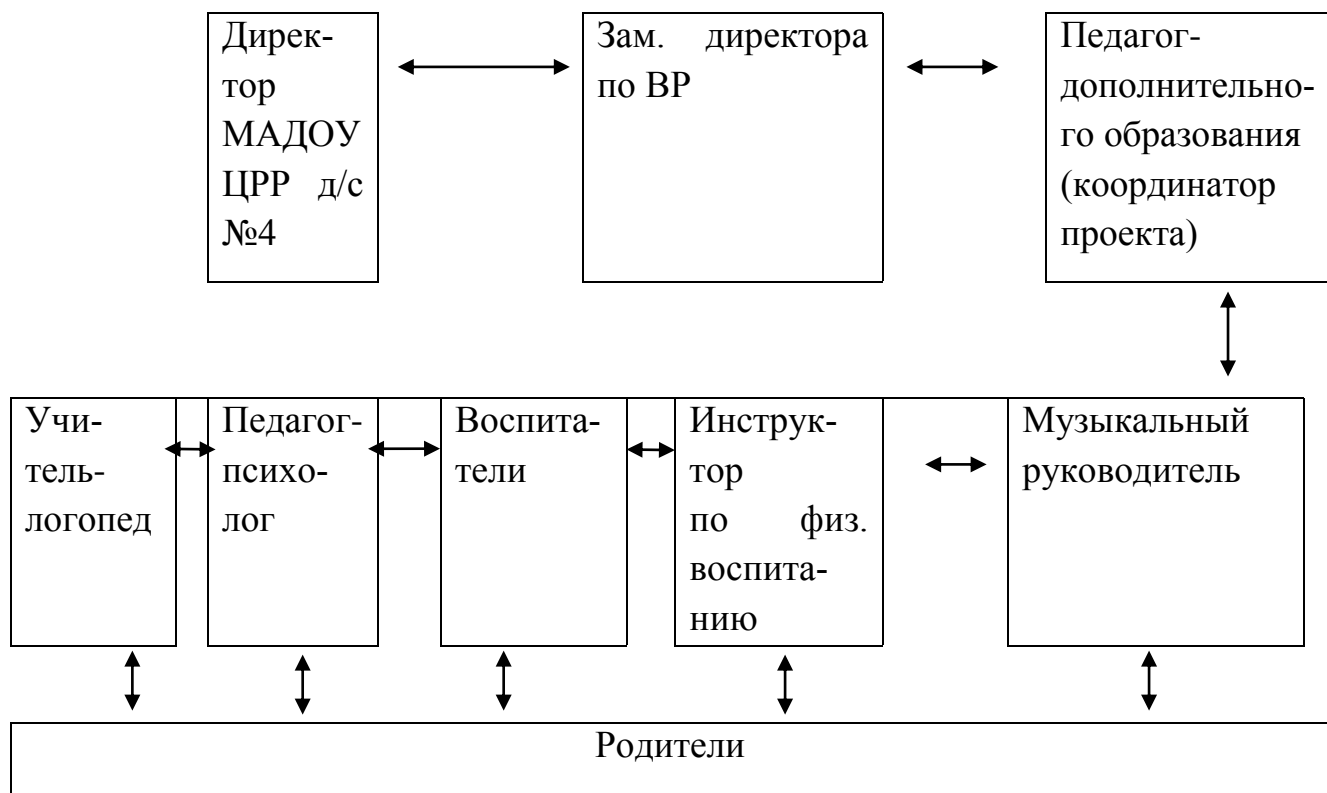 Дирек-
тор
МАДОУ
ЦРР д/с
№4
Зам. директора
по ВР
Педагог-
дополнительно-
го образования
(координатор
проекта)
Учи-
тель-
логопед
Педагог-
психо-
лог
Воспита-
тели
Инструк-
тор
по физ.
воспита-
нию
Музыкальный
руководитель
Родители